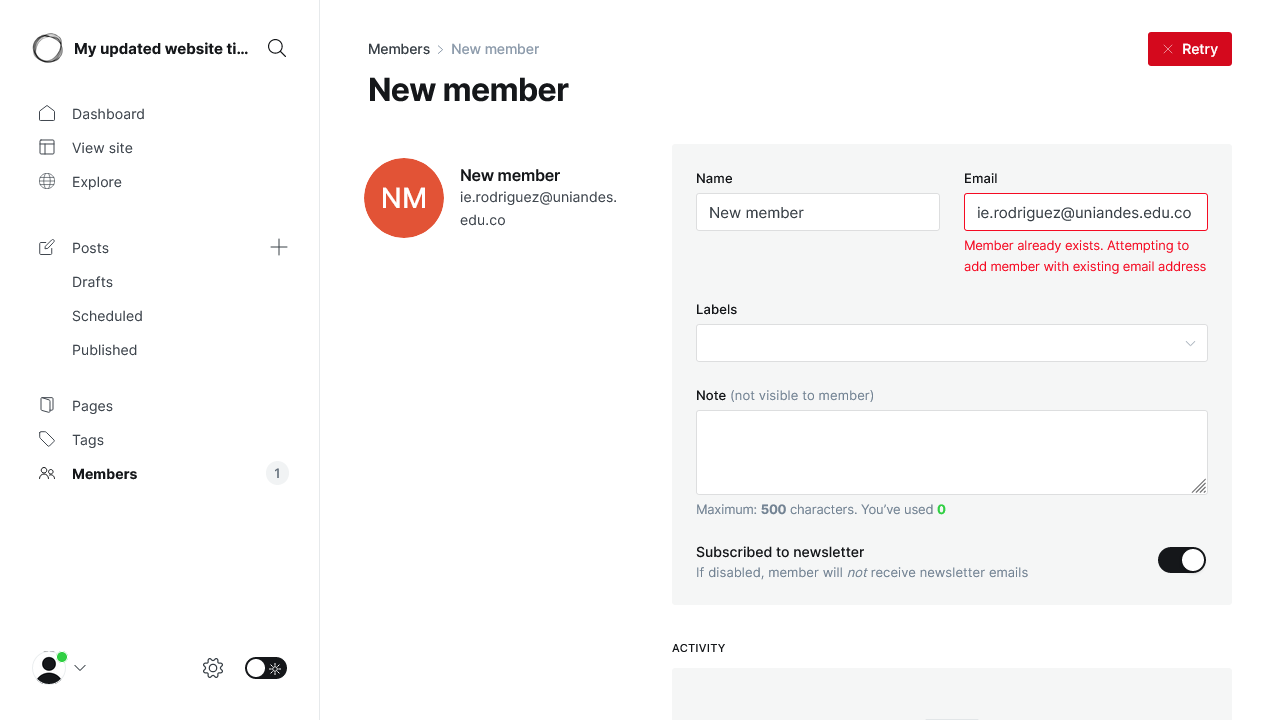 My updated website ti...
Dashboard
View site
Explore
Posts
Drafts
Scheduled
Published
Pages
Tags
Members
1
Members
New member
Retry
New member
NM
New member
ie.rodriguez@uniandes.
edu.co
Name
Email
New member
ie.rodriguez@uniandes.edu.co
Member already exists. Attempting to
add member with existing email address
Labels
Note (not visible to member)
Maximum: 500 characters. You’ve used 0
Subscribed to newsletter
If disabled, member will not receive newsletter emails
ACTIVITY